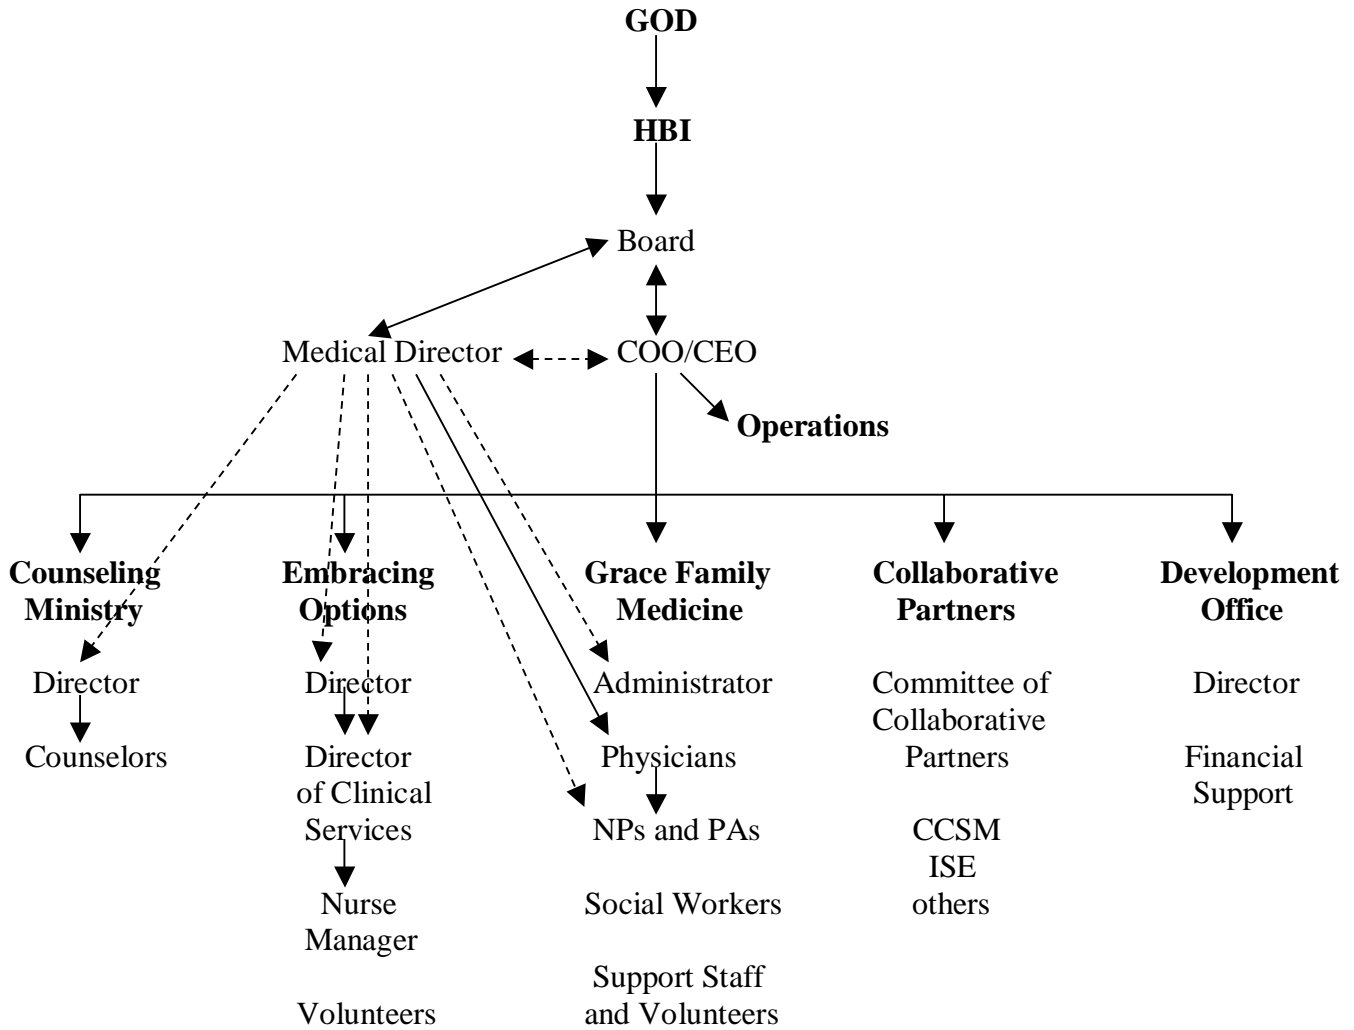 GOD
HBI
Board
Medical Director
COO/CEO
Operations
Counseling
Ministry
Director
Counselors
Embracing
Options
Director
Director
of Clinical
Services
Nurse
Manager
Volunteers
Grace Family
Medicine
Administrator
Physicians
NPs and PAs
Social Workers
Support Staff
and Volunteers
Collaborative
Partners
Committee of
Collaborative
Partners
CCSM
ISE
others
Development
Office
Director
Financial
Support